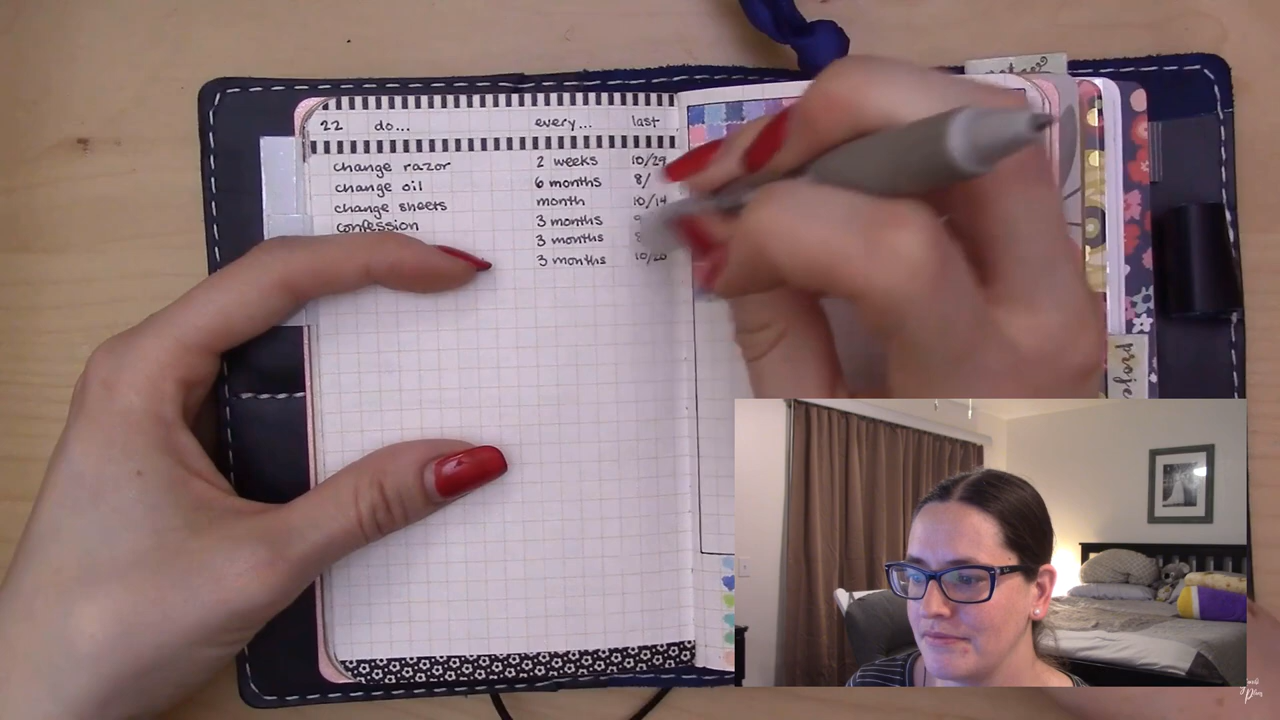 22 do... every... last
change razor 2 weeks 10/29
change oil 6 months 8/
change sheets month 10/14
confession 3 months
3 months
3 months 10/20
proje